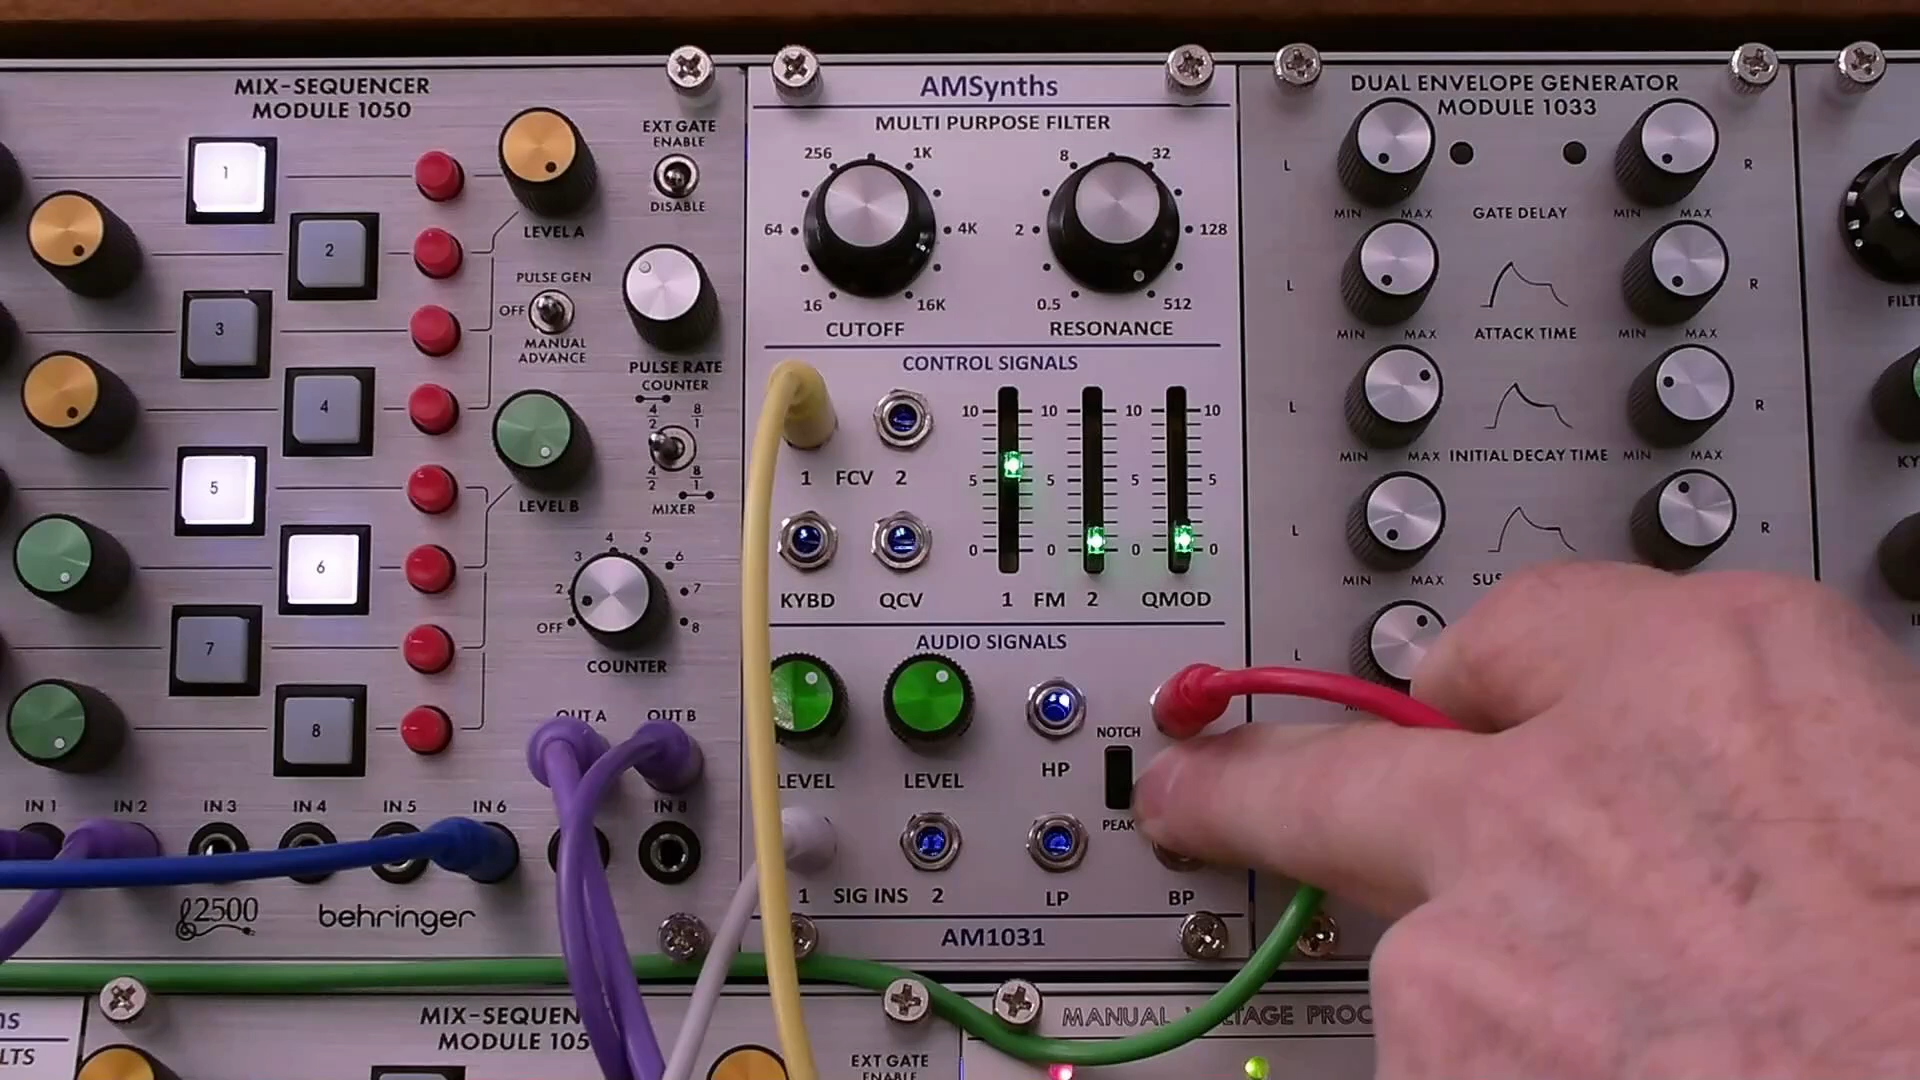 MIX-SEQUENCER
MODULE 1050
1
2
3
4
5
6
7
8
LEVEL A
PULSE GEN
OFF
MANUAL
ADVANCE
LEVEL B
EXT GATE
ENABLE
DISABLE
PULSE RATE
COUNTER
4 8
2 1
4 8
2 1
MIXER
OFF 2 3 4 5 6 7 8
COUNTER
OUT A OUT B
IN 1 IN 2 IN 3 IN 4 IN 5 IN 6 IN 8
2500 behringer
AMSynths
MULTI PURPOSE FILTER
16 64 256 1K 4K 16K
CUTOFF
0.5 2 8 32 128 512
RESONANCE
CONTROL SIGNALS
10 10 10 10
5 5 5 5
0 0 0 0
1 FCV 2
KYBD QCV
1 FM 2 QMOD
AUDIO SIGNALS
LEVEL LEVEL
HP
NOTCH
PEAK
1 SIG INS 2
LP BP
AM1031
DUAL ENVELOPE GENERATOR
MODULE 1033
L R
MIN MAX GATE DELAY MIN MAX
L R
MIN MAX ATTACK TIME MIN MAX
L R
MIN MAX INITIAL DECAY TIME MIN MAX
L R
MIN MAX SUS
L
FILT
KY
MIX-SEQUEN
MODULE 105
LTS
EXT GATE
ENABLE
MANUAL V TAGE PROC